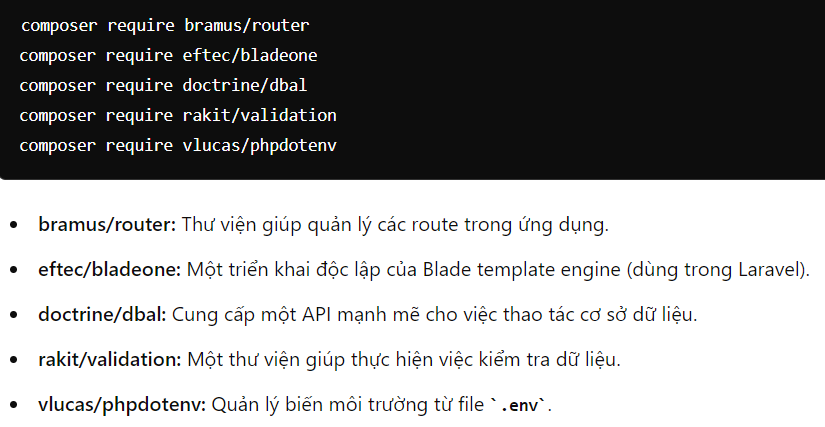 composer require bramus/router
composer require eftec/bladeone
composer require doctrine/dbal
composer require rakit/validation
composer require vlucas/phpdotenv
• bramus/router: Thư viện giúp quản lý các route trong ứng dụng.
• eftec/bladeone: Một triển khai độc lập của Blade template engine (dùng trong Laravel).
• doctrine/dbal: Cung cấp một API mạnh mẽ cho việc thao tác cơ sở dữ liệu.
• rakit/validation: Một thư viện giúp thực hiện việc kiểm tra dữ liệu.
• vlucas/phpdotenv: Quản lý biến môi trường từ file `.env`.